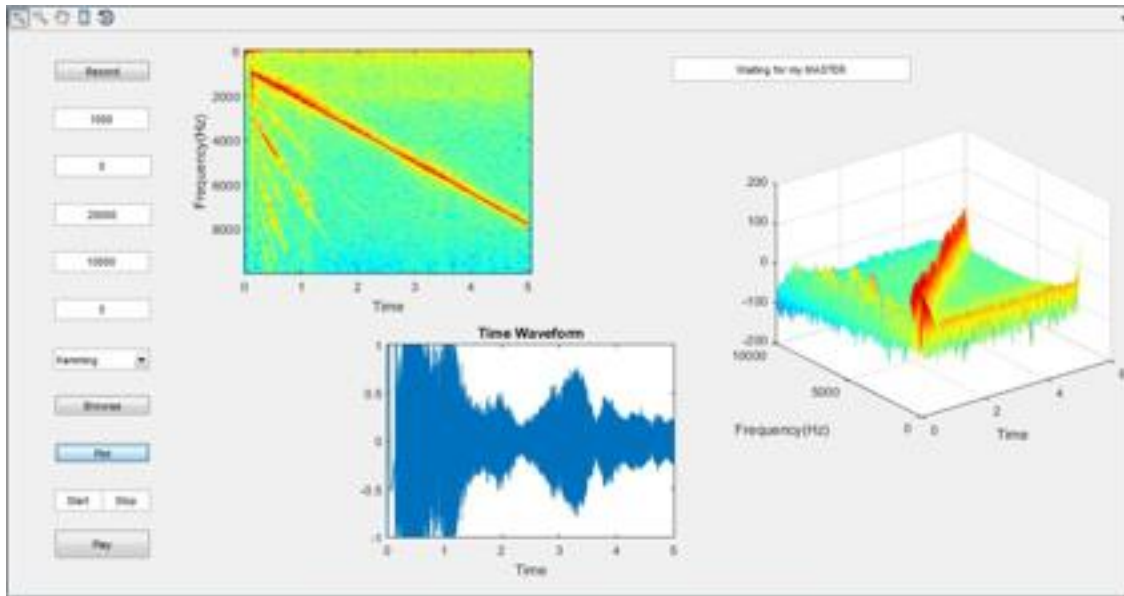 Record
1000
0
20000
10000
5
Hamming
Browse
Plot
Start Stop
Play
0
2000
4000
6000
8000
Frequency(Hz)
0 1 2 3 4 5
Time
Time Waveform
1
0.5
0
-0.5
-1
0 1 2 3 4 5
Time
Waiting for my MASTER
200
100
0
-100
-200
10000
5000
0
Frequency(Hz)
0
2
4
6
Time